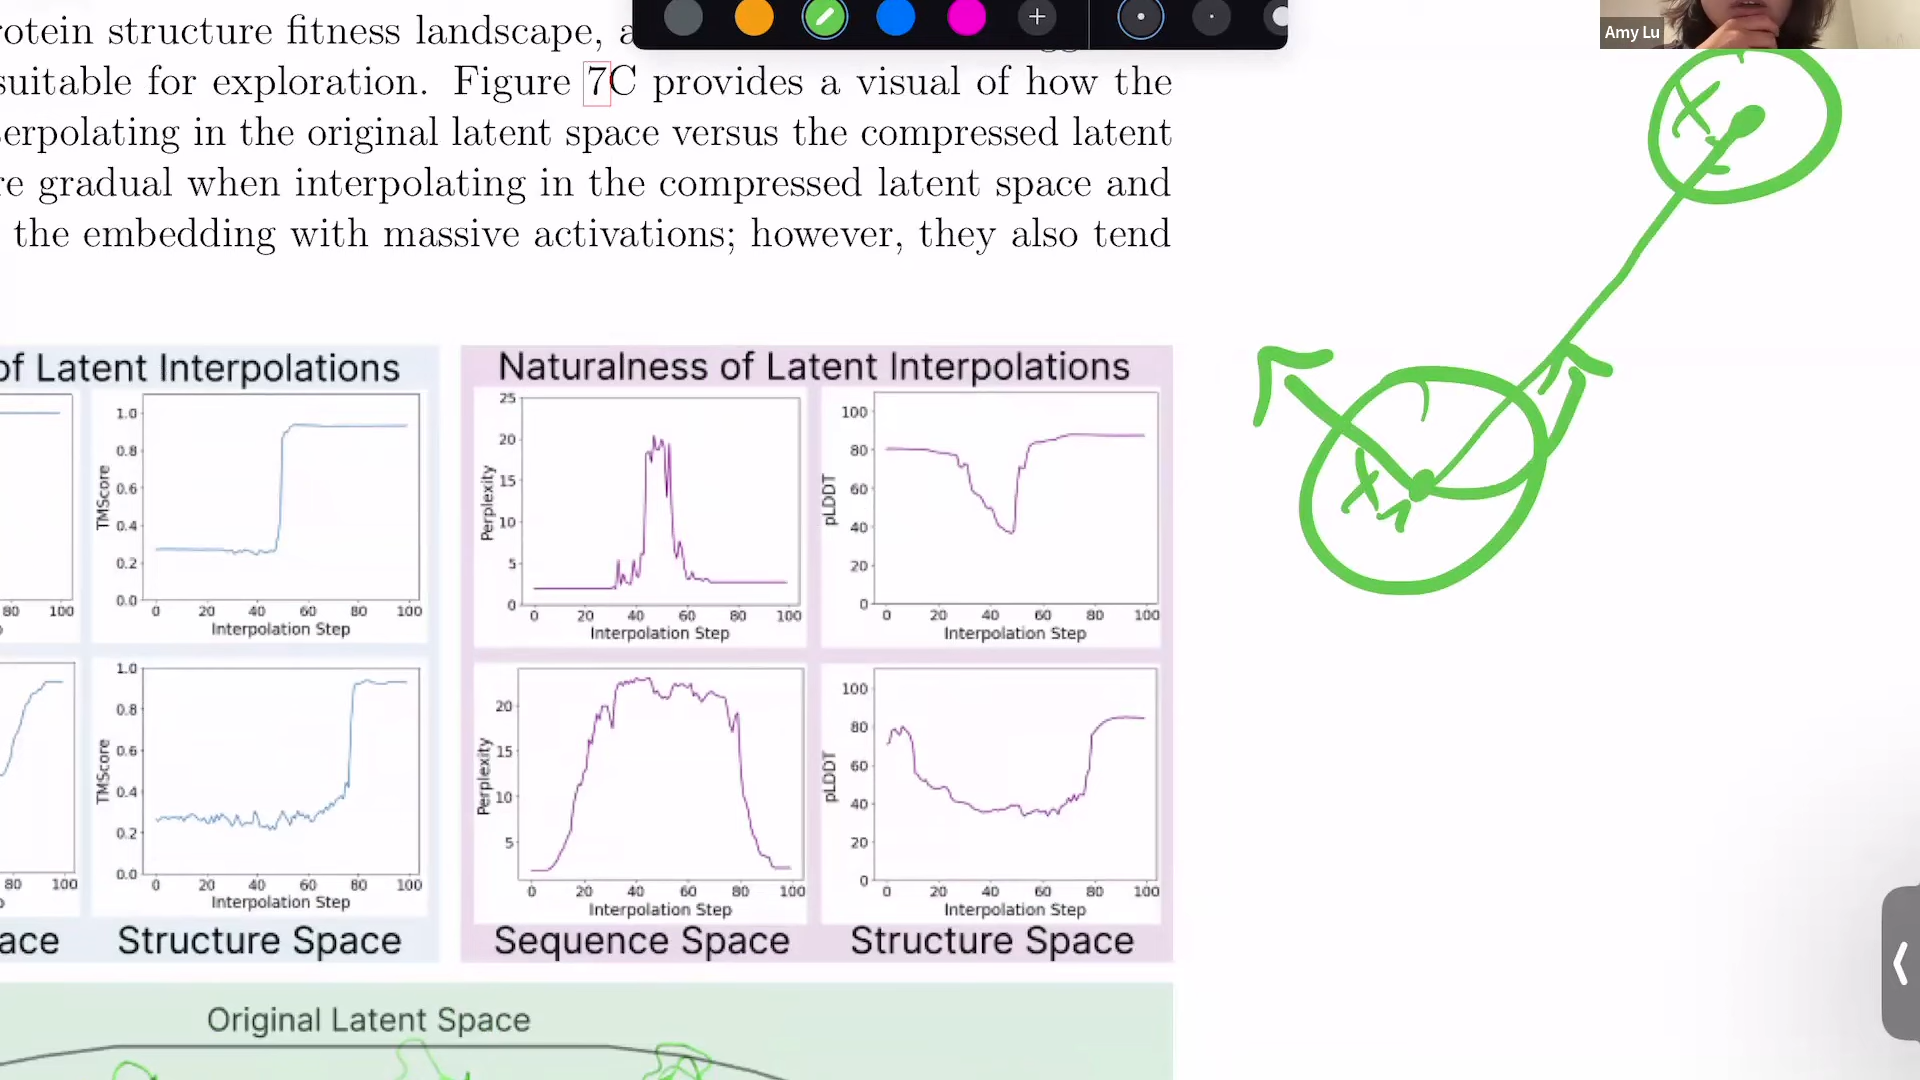 otein structure fitness landscape, a
suitable for exploration. Figure 7C provides a visual of how the
erpolating in the original latent space versus the compressed latent
re gradual when interpolating in the compressed latent space and
the embedding with massive activations; however, they also tend
Amy Lu
X
X1
of Latent Interpolations
Naturalness of Latent Interpolations
1.0
0.8
0.6
0.4
0.2
0.0
TMScore
80 100
0 20 40 60 80 100
Interpolation Step
25
20
15
10
5
0
Perplexity
0 20 40 60 80 100
Interpolation Step
100
80
60
40
20
0
pLDDT
0 20 40 60 80 100
Interpolation Step
1.0
0.8
0.6
0.4
0.2
0.0
TMScore
80 100
0 20 40 60 80 100
Interpolation Step
20
15
10
5
Perplexity
0 20 40 60 80 100
Interpolation Step
100
80
60
40
20
0
pLDDT
0 20 40 60 80 100
Interpolation Step
ace
Structure Space
Sequence Space
Structure Space
Original Latent Space